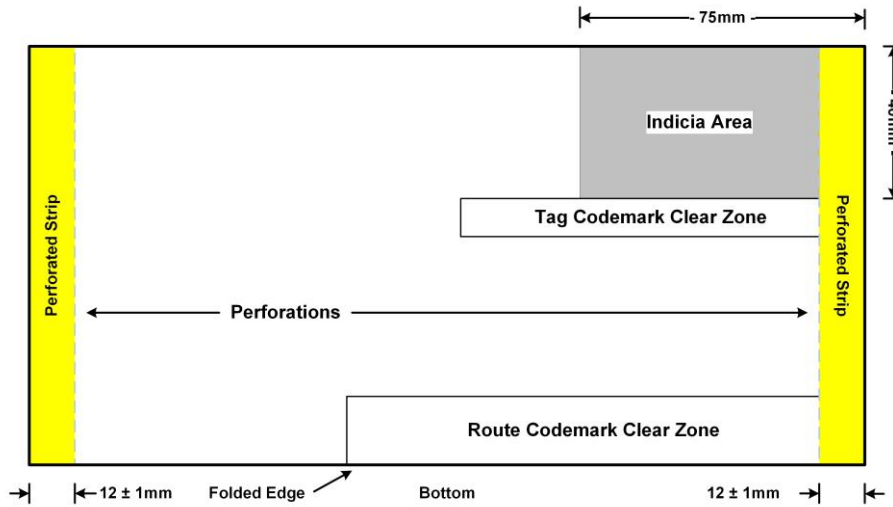 - 75mm -
Indicia Area
Tag Codemark Clear Zone
Perforated Strip
Perforated Strip
Perforations
Route Codemark Clear Zone
12 ± 1mm
Folded Edge
Bottom
12 ± 1mm